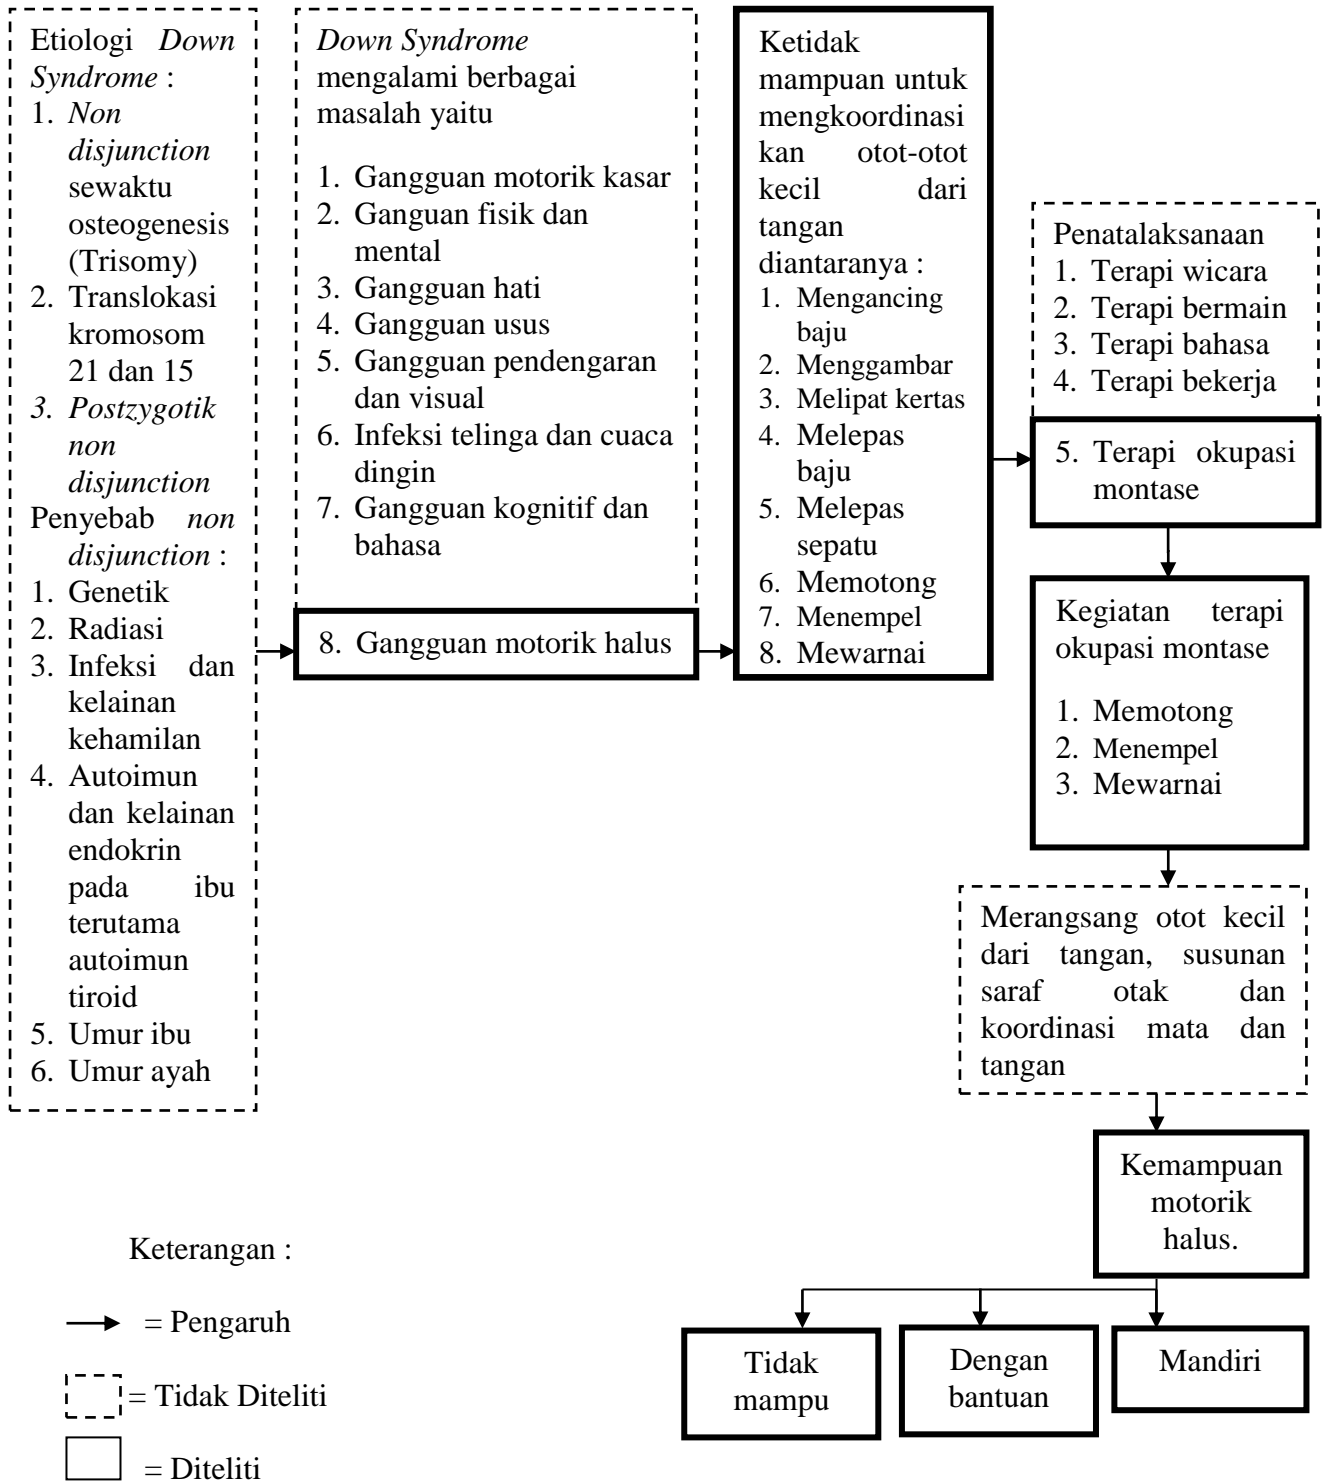 Etiologi Down
Syndrome :
1. Non
disjunction
sewaktu
osteogenesis
(Trisomy)
2. Translokasi
kromosom
21 dan 15
3. Postzygotik
non
disjunction
Penyebab non
disjunction :
1. Genetik
2. Radiasi
3. Infeksi dan
kelainan
kehamilan
4. Autoimun
dan kelainan
endokrin
pada ibu
terutama
autoimun
tiroid
5. Umur ibu
6. Umur ayah
Down Syndrome
mengalami berbagai
masalah yaitu
1. Gangguan motorik kasar
2. Ganguan fisik dan
mental
3. Gangguan hati
4. Gangguan usus
5. Gangguan pendengaran
dan visual
6. Infeksi telinga dan cuaca
dingin
7. Gangguan kognitif dan
bahasa
8. Gangguan motorik halus
Ketidak
mampuan untuk
mengkoordinasi
kan otot-otot
kecil dari
tangan
diantaranya :
1. Mengancing
baju
2. Menggambar
3. Melipat kertas
4. Melepas
baju
5. Melepas
sepatu
6. Memotong
7. Menempel
8. Mewarnai
Penatalaksanaan
1. Terapi wicara
2. Terapi bermain
3. Terapi bahasa
4. Terapi bekerja
5. Terapi okupasi
montase
Kegiatan terapi
okupasi montase
1. Memotong
2. Menempel
3. Mewarnai
Merangsang otot kecil
dari tangan, susunan
saraf otak dan
koordinasi mata dan
tangan
Kemampuan
motorik
halus.
Tidak
mampu
Dengan
bantuan
Mandiri
Keterangan :
= Pengaruh
= Tidak Diteliti
= Diteliti